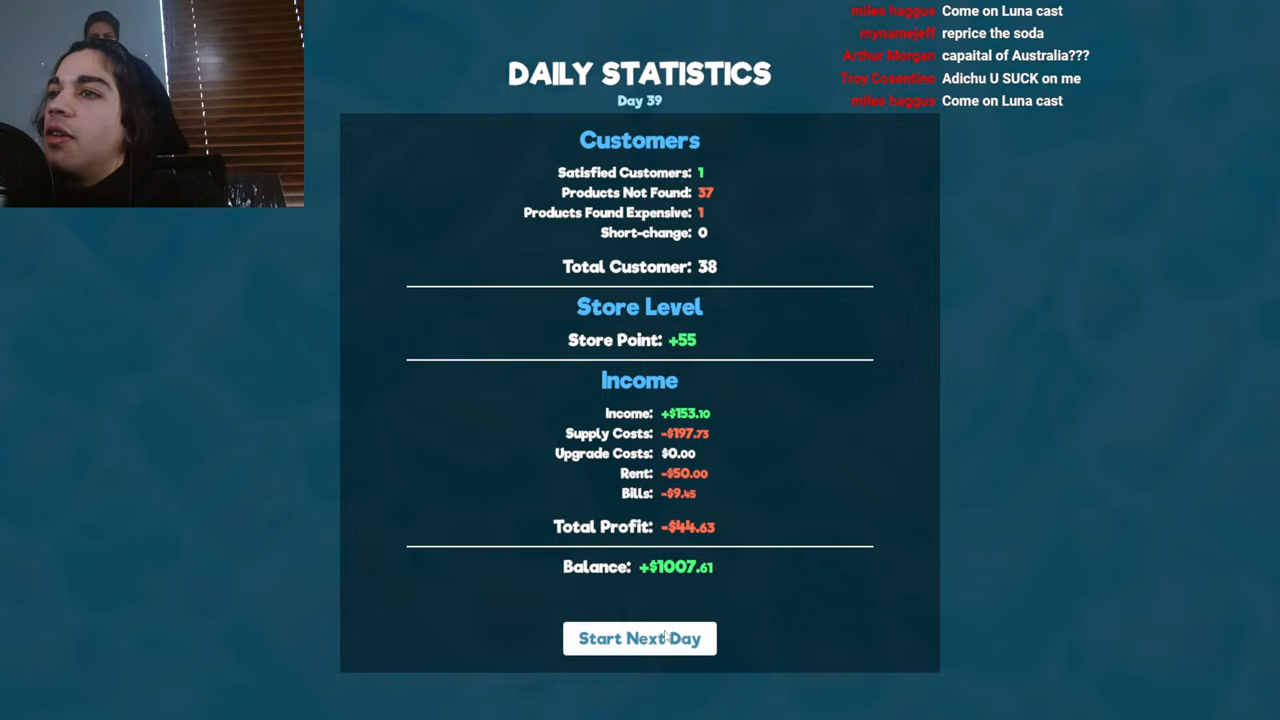 miles haggus Come on Luna cast
mynamejeff reprice the soda
Arthur Morgan capaital of Australia???
Troy Cosentino Adichu U SUCK on me
miles haggus Come on Luna cast
DAILY STATISTICS
Day 39
Customers
Satisfied Customers: 1
Products Not Found: 37
Products Found Expensive: 1
Short-change: 0
Total Customer: 38
Store Level
Store Point: +55
Income
Income: +$153.10
Supply Costs: -$197.73
Upgrade Costs: $0.00
Rent: -$50.00
Bills: -$9.45
Total Profit: -$44.63
Balance: +$1007.61
Start Next Day